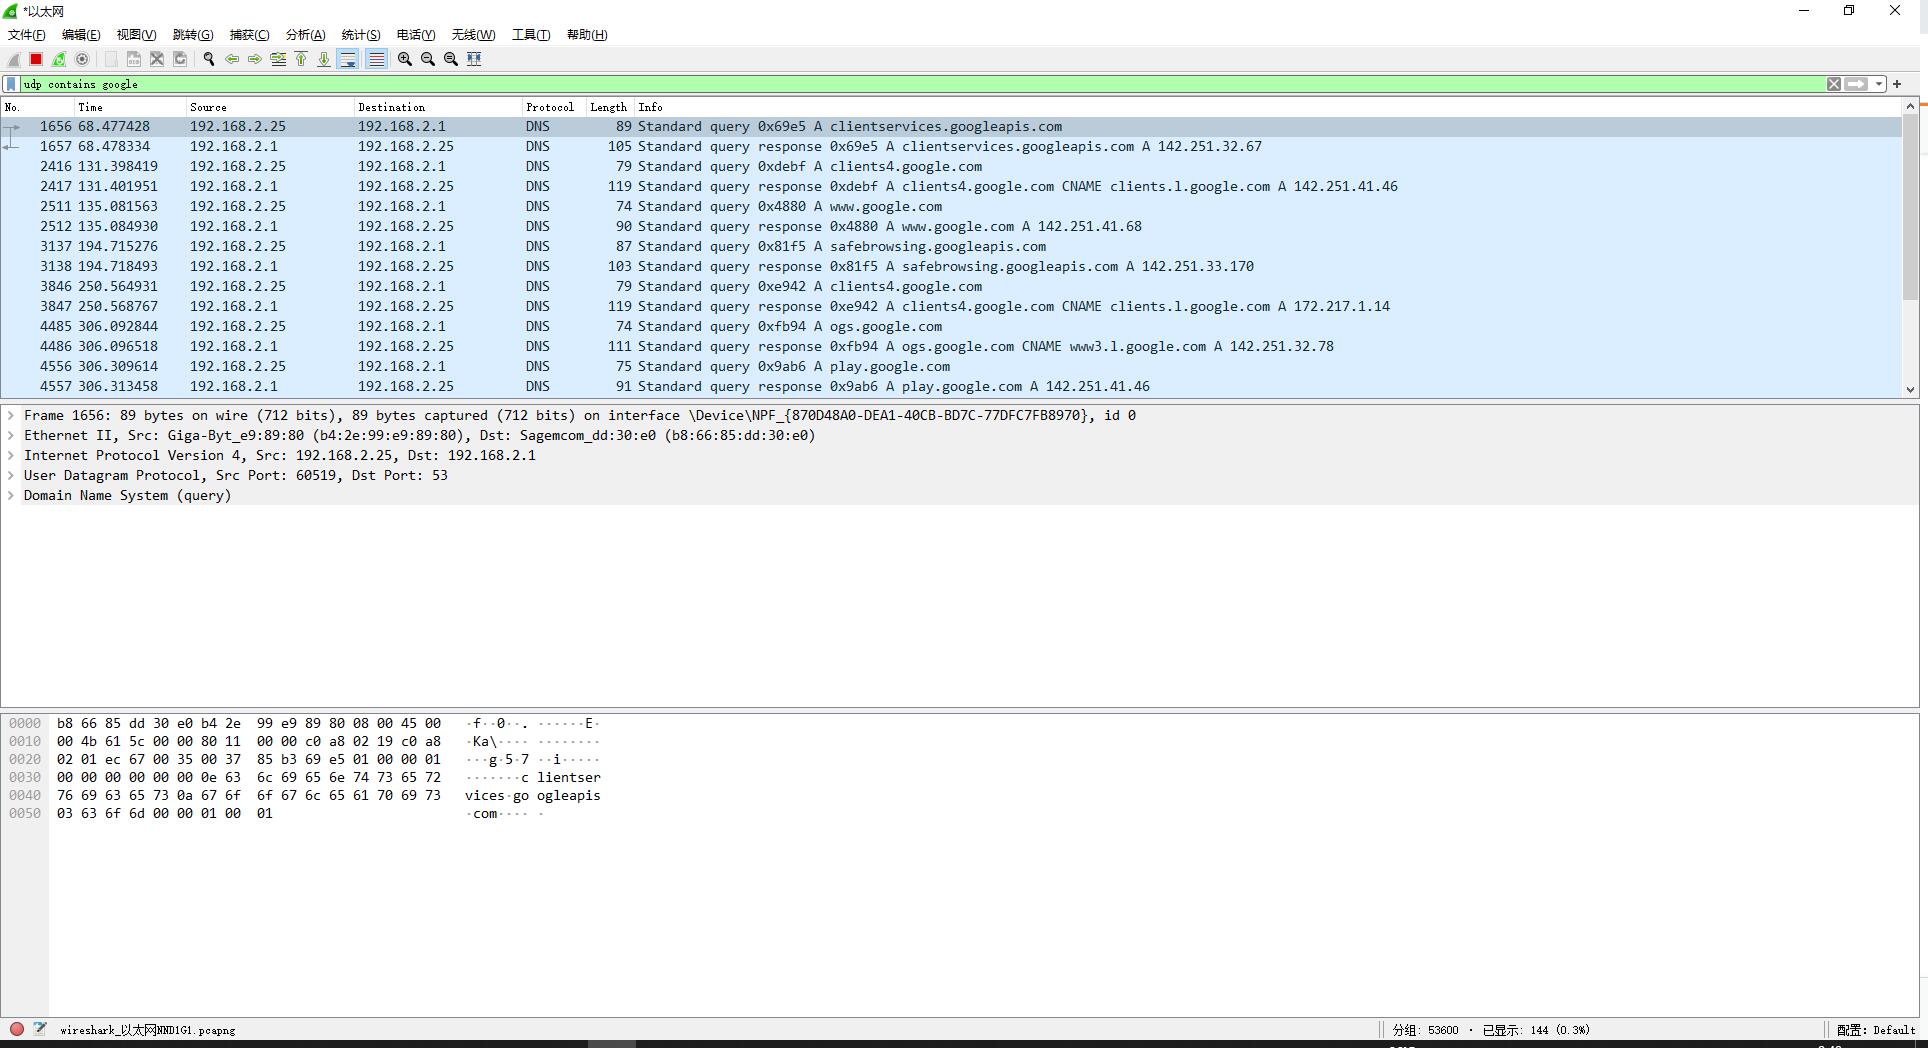 *以太网
文件(F) 编辑(E) 视图(V) 跳转(G) 捕获(C) 分析(A) 统计(S) 电话(Y) 无线(W) 工具(T) 帮助(H)
udp contains google
No. Time Source Destination Protocol Length Info
1656 68.477428 192.168.2.25 192.168.2.1 DNS 89 Standard query 0x69e5 A clientservices.googleapis.com
1657 68.478334 192.168.2.1 192.168.2.25 DNS 105 Standard query response 0x69e5 A clientservices.googleapis.com A 142.251.32.67
2416 131.398419 192.168.2.25 192.168.2.1 DNS 79 Standard query 0xdebf A clients4.google.com
2417 131.401951 192.168.2.1 192.168.2.25 DNS 119 Standard query response 0xdebf A clients4.google.com CNAME clients.l.google.com A 142.251.41.46
2511 135.081563 192.168.2.25 192.168.2.1 DNS 74 Standard query 0x4880 A www.google.com
2512 135.084930 192.168.2.1 192.168.2.25 DNS 90 Standard query response 0x4880 A www.google.com A 142.251.41.68
3137 194.715276 192.168.2.25 192.168.2.1 DNS 87 Standard query 0x81f5 A safebrowsing.googleapis.com
3138 194.718493 192.168.2.1 192.168.2.25 DNS 103 Standard query response 0x81f5 A safebrowsing.googleapis.com A 142.251.33.170
3846 250.564931 192.168.2.25 192.168.2.1 DNS 79 Standard query 0xe942 A clients4.google.com
3847 250.568767 192.168.2.1 192.168.2.25 DNS 119 Standard query response 0xe942 A clients4.google.com CNAME clients.l.google.com A 172.217.1.14
4485 306.092844 192.168.2.25 192.168.2.1 DNS 74 Standard query 0xfb94 A ogs.google.com
4486 306.096518 192.168.2.1 192.168.2.25 DNS 111 Standard query response 0xfb94 A ogs.google.com CNAME www3.l.google.com A 142.251.32.78
4556 306.309614 192.168.2.25 192.168.2.1 DNS 75 Standard query 0x9ab6 A play.google.com
4557 306.313458 192.168.2.1 192.168.2.25 DNS 91 Standard query response 0x9ab6 A play.google.com A 142.251.41.46
Frame 1656: 89 bytes on wire (712 bits), 89 bytes captured (712 bits) on interface \Device\NPF_{870D48A0-DEA1-40CB-BD7C-77DFC7FB8970}, id 0
Ethernet II, Src: Giga-Byt_e9:89:80 (b4:2e:99:e9:89:80), Dst: Sagemcom_dd:30:e0 (b8:66:85:dd:30:e0)
Internet Protocol Version 4, Src: 192.168.2.25, Dst: 192.168.2.1
User Datagram Protocol, Src Port: 60519, Dst Port: 53
Domain Name System (query)
0000 b8 66 85 dd 30 e0 b4 2e 99 e9 89 80 08 00 45 00 ·f··0··. ······E·
0010 00 4b 61 5c 00 00 80 11 00 00 c0 a8 02 19 c0 a8 ·Ka\···· ········
0020 02 01 ec 67 00 35 00 37 85 b3 69 e5 01 00 00 01 ···g·5·7 ··i·····
0030 00 00 00 00 00 00 0e 63 6c 69 65 6e 74 73 65 72 ·······c lientser
0040 76 69 63 65 73 0a 67 6f 6f 67 6c 65 61 70 69 73 vices·go ogleapis
0050 03 63 6f 6d 00 00 01 00 01 ·com···· ·
wireshark_以太网NND1G1.pcapng 分组: 53600 · 已显示: 144 (0.3%) 配置: Default